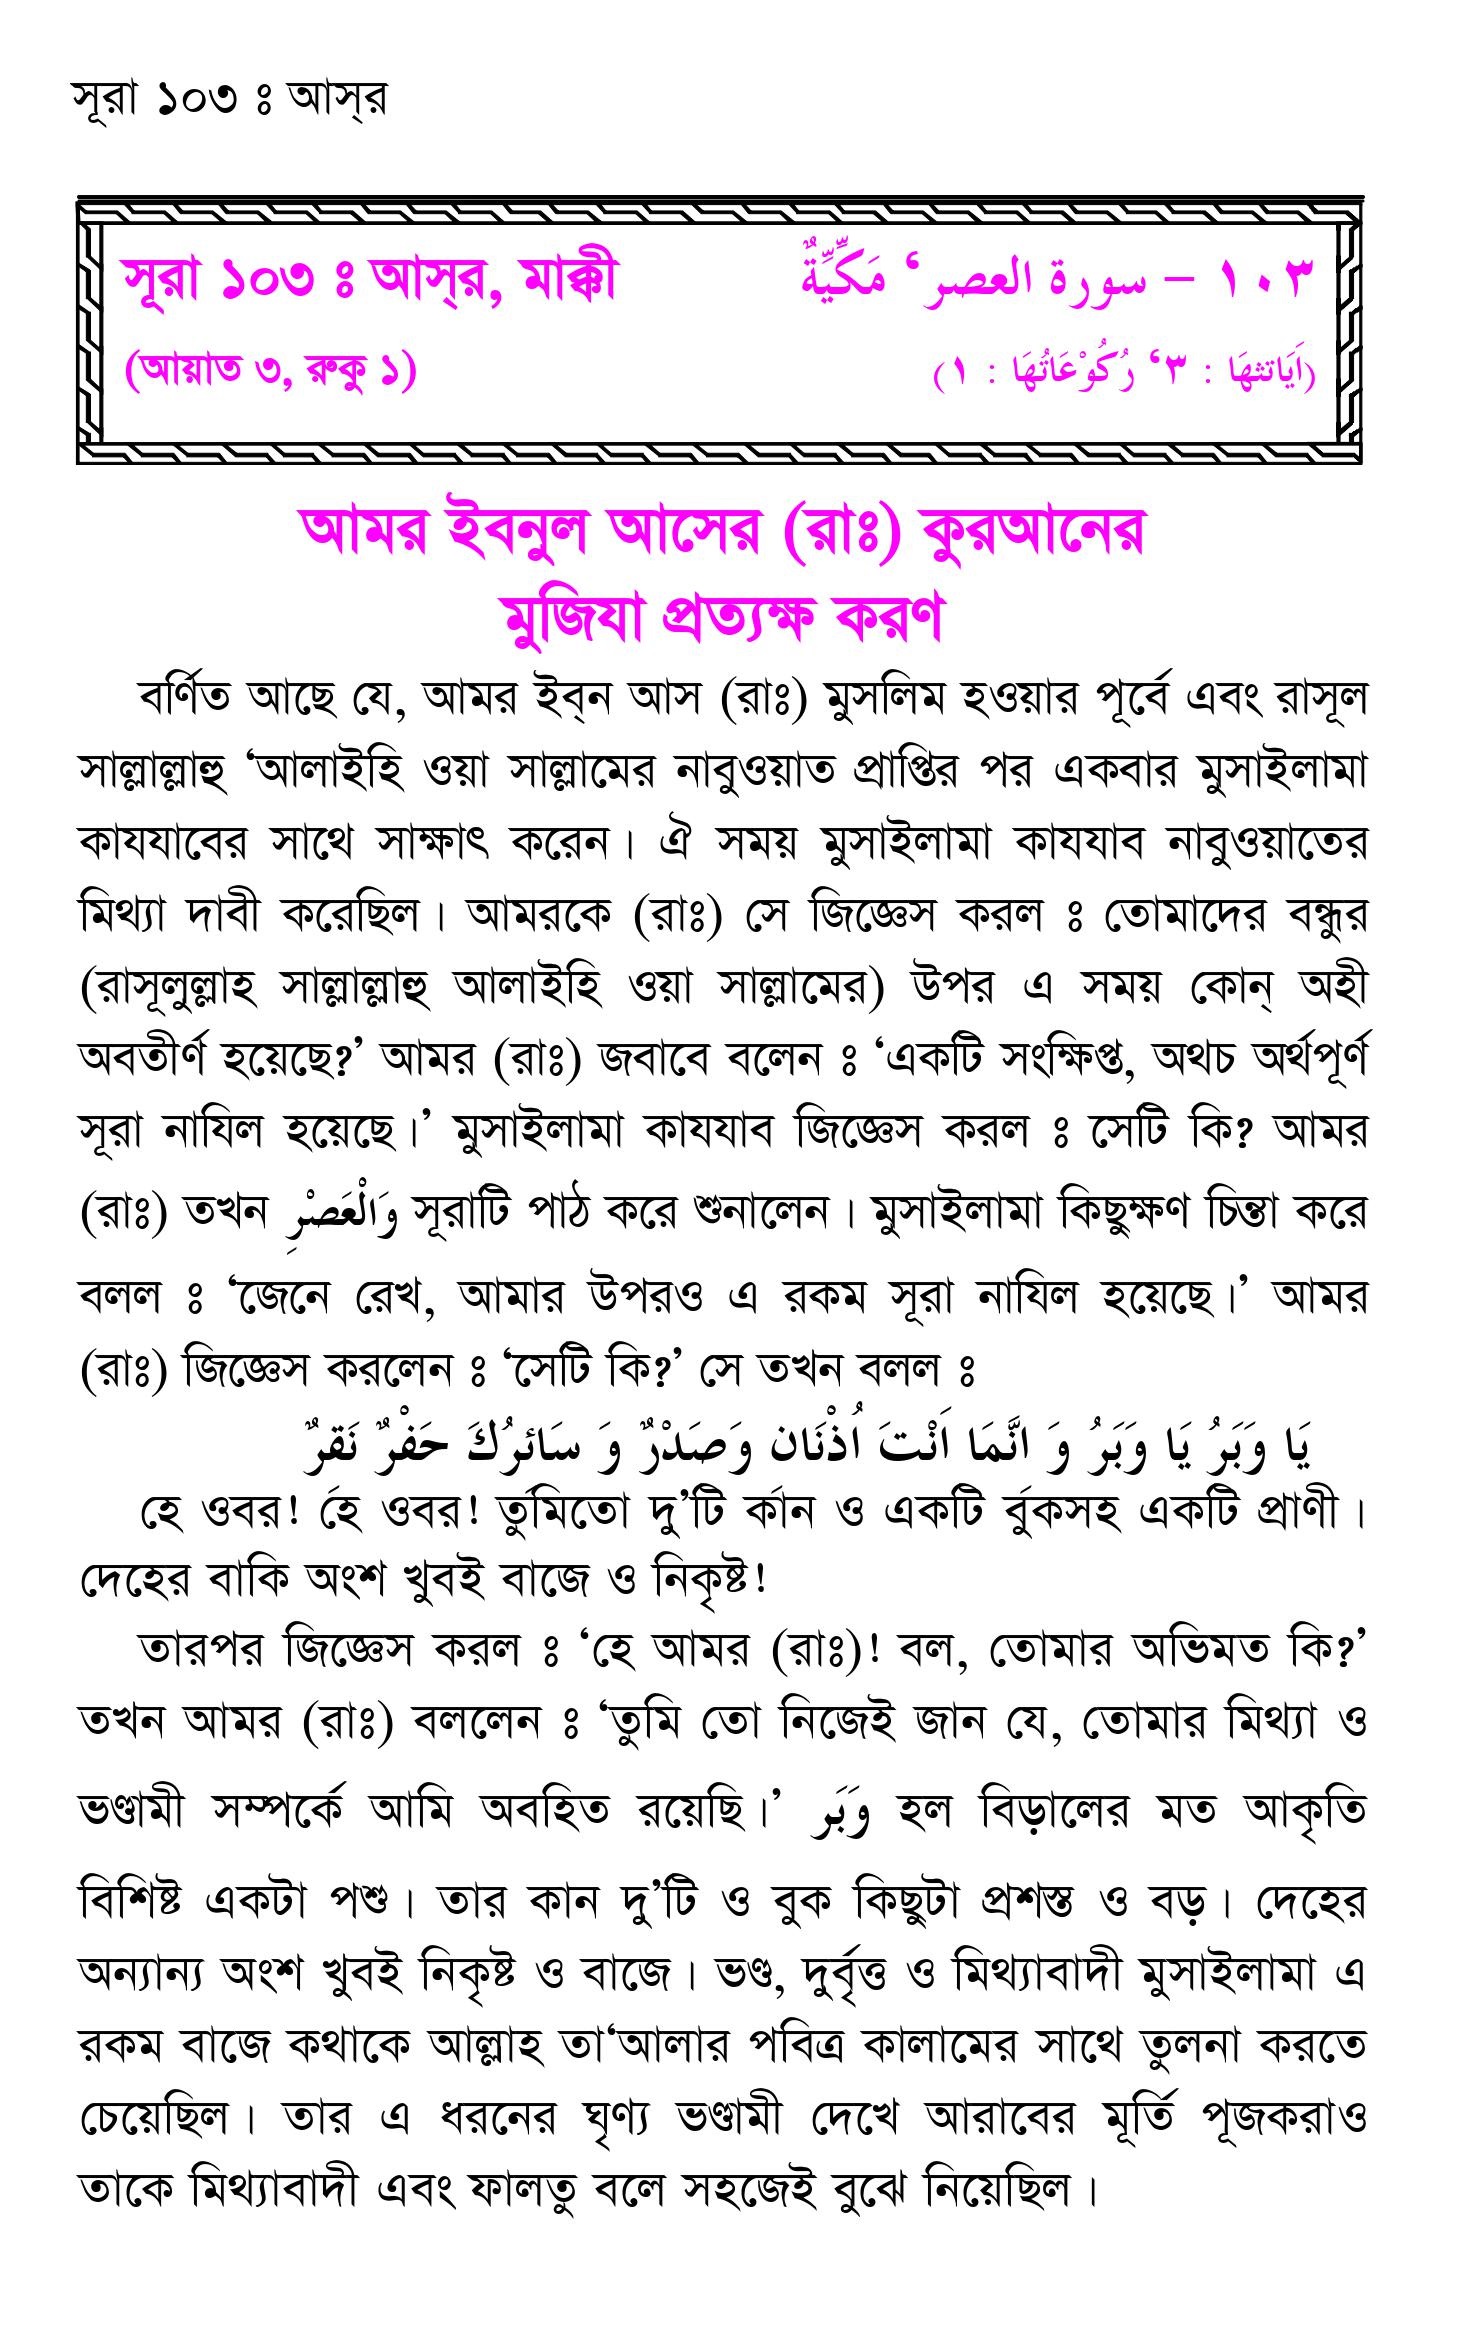 সূরা ১০৩ ঃ আস্‌র
সূরা ১০৩ ঃ আস্‌র, মাক্কী
١٠٣ – سورة العصر‘ مَكِّيَّةٌ
(আয়াত ৩, রুকু ১)
(اَيَاتثهَا : ٣‘ رُكُوْعَاتُهَا : ١)
আমর ইবনুল আসের (রাঃ) কুরআনের
মুজিযা প্রত্যক্ষ করণ
বর্ণিত আছে যে, আমর ইব্‌ন আস (রাঃ) মুসলিম হওয়ার পূর্বে এবং রাসূল
সাল্লাল্লাহু ‘আলাইহি ওয়া সাল্লামের নাবুওয়াত প্রাপ্তির পর একবার মুসাইলামা
কাযযাবের সাথে সাক্ষাৎ করেন। ঐ সময় মুসাইলামা কাযযাব নাবুওয়াতের
মিথ্যা দাবী করেছিল। আমরকে (রাঃ) সে জিজ্ঞেস করল ঃ তোমাদের বন্ধুর
(রাসূলুল্লাহ সাল্লাল্লাহু আলাইহি ওয়া সাল্লামের) উপর এ সময় কোন্ অহী
অবতীর্ণ হয়েছে?’ আমর (রাঃ) জবাবে বলেন ঃ ‘একটি সংক্ষিপ্ত, অথচ অর্থপূর্ণ
সূরা নাযিল হয়েছে।’ মুসাইলামা কাযযাব জিজ্ঞেস করল ঃ সেটি কি? আমর
(রাঃ) তখন وَالْعَصْرِ সূরাটি পাঠ করে শুনালেন। মুসাইলামা কিছুক্ষণ চিন্তা করে
বলল ঃ ‘জেনে রেখ, আমার উপরও এ রকম সূরা নাযিল হয়েছে।’ আমর
(রাঃ) জিজ্ঞেস করলেন ঃ ‘সেটি কি?’ সে তখন বলল ঃ
يَا وَبَرُ يَا وَبَرُ وَ انَّمَا اَنْتَ اُذْنَان وَصَدْرٌ وَ سَائرُكَ حَفْرٌ نَقرٌ
হে ওবর! হে ওবর! তুমিতো দু’টি কান ও একটি বুকসহ একটি প্রাণী।
দেহের বাকি অংশ খুবই বাজে ও নিকৃষ্ট!
তারপর জিজ্ঞেস করল ঃ ‘হে আমর (রাঃ)! বল, তোমার অভিমত কি?’
তখন আমর (রাঃ) বললেন ঃ ‘তুমি তো নিজেই জান যে, তোমার মিথ্যা ও
ভণ্ডামী সম্পর্কে আমি অবহিত রয়েছি।’ وَبَر হল বিড়ালের মত আকৃতি
বিশিষ্ট একটা পশু। তার কান দু’টি ও বুক কিছুটা প্রশস্ত ও বড়। দেহের
অন্যান্য অংশ খুবই নিকৃষ্ট ও বাজে। ভণ্ড, দুর্বৃত্ত ও মিথ্যাবাদী মুসাইলামা এ
রকম বাজে কথাকে আল্লাহ তা‘আলার পবিত্র কালামের সাথে তুলনা করতে
চেয়েছিল। তার এ ধরনের ঘৃণ্য ভণ্ডামী দেখে আরাবের মূর্তি পূজকরাও
তাকে মিথ্যাবাদী এবং ফালতু বলে সহজেই বুঝে নিয়েছিল।